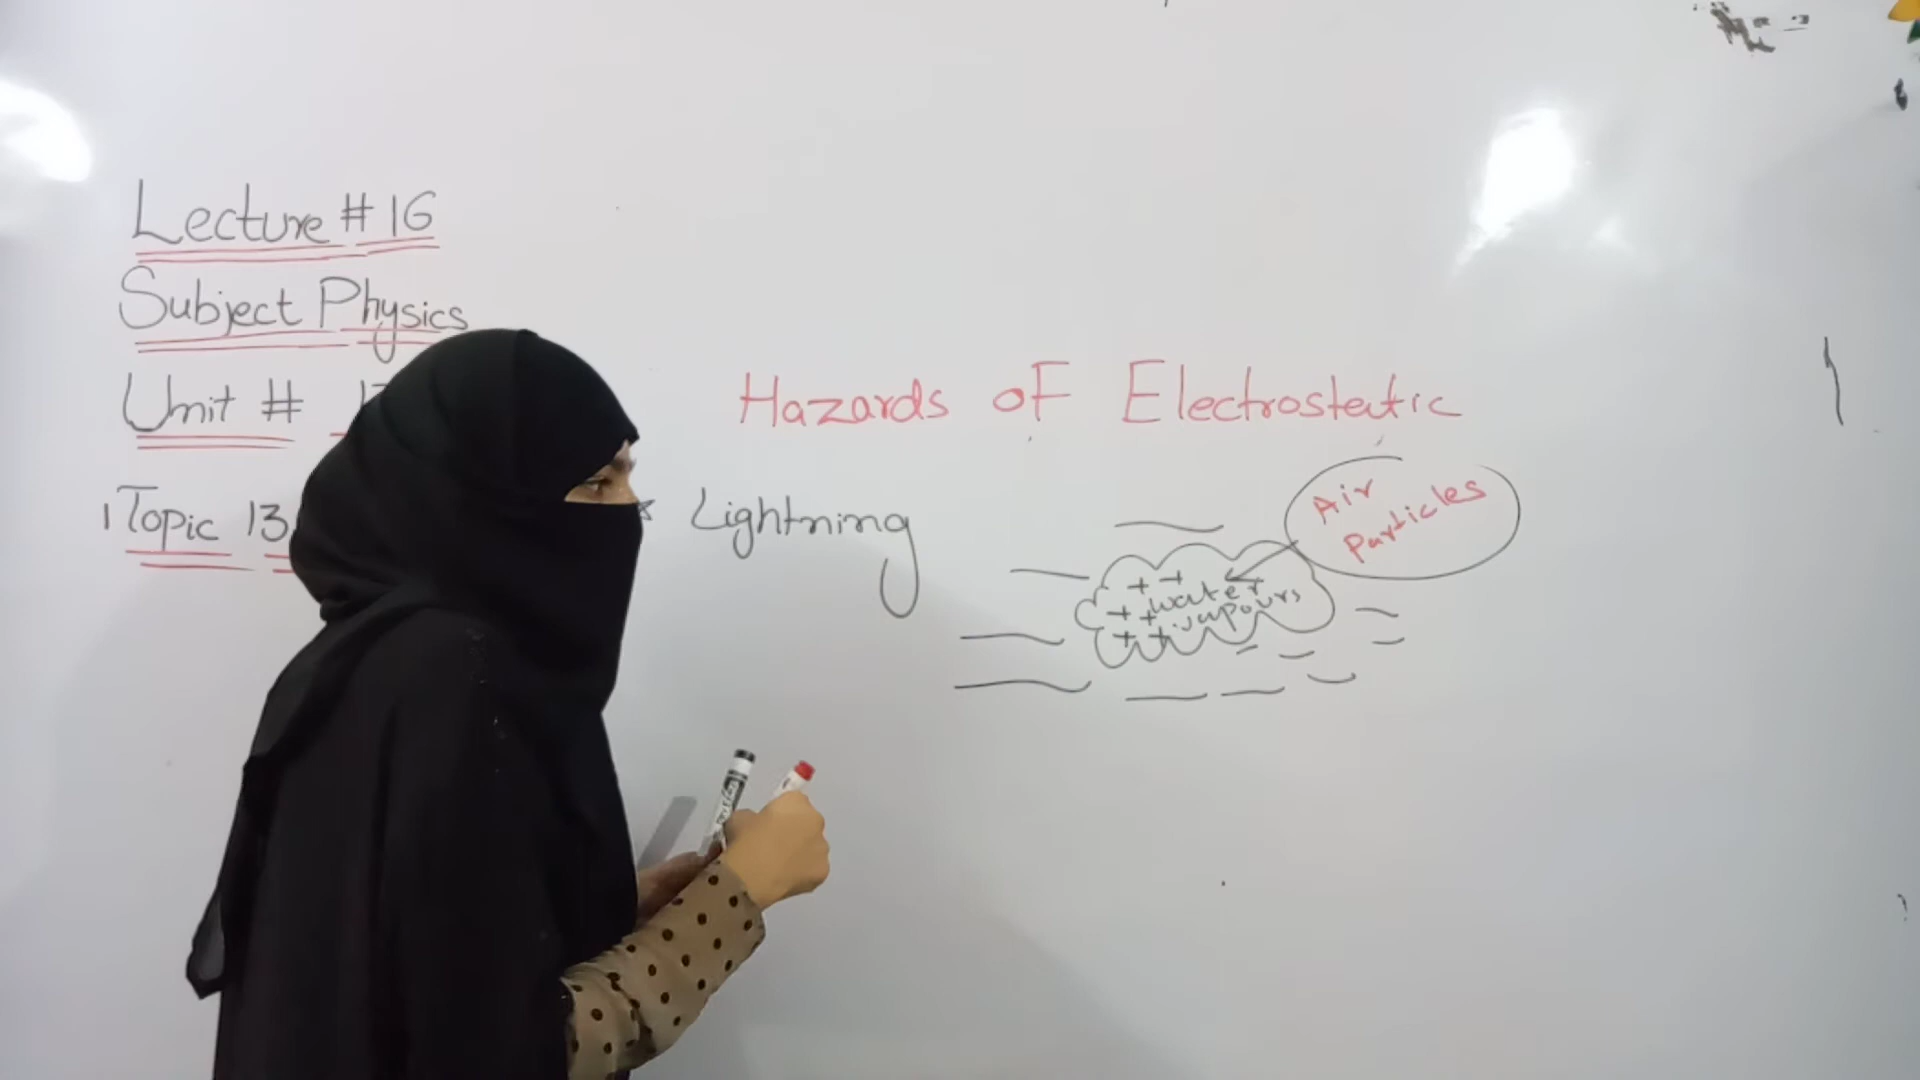 Lecture # 16
Subject Physics
Unit #
Topic 13
Hazards oF Electrostatic
Lightning
Air
Particles
+ +
+ + water
+ + vapours